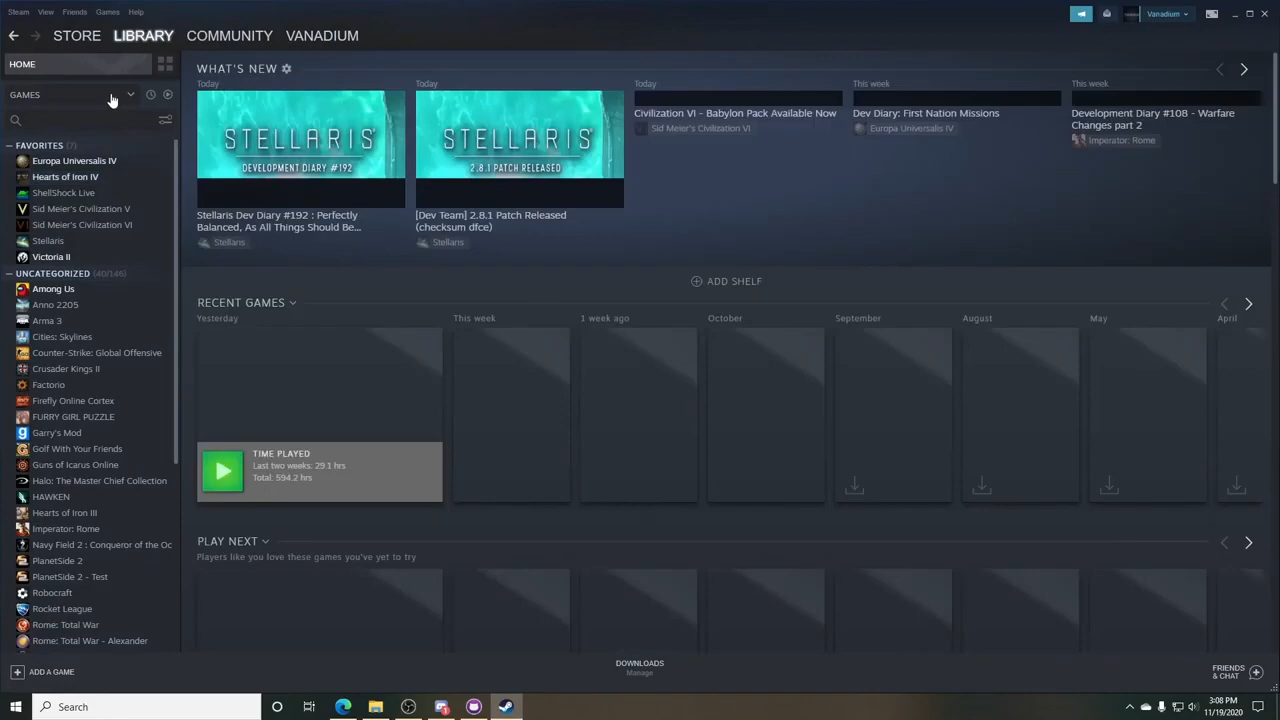 Steam View Friends Games Help
Vanadium
STORE LIBRARY COMMUNITY VANADIUM
HOME
GAMES
FAVORITES (7)
Europa Universalis IV
Hearts of Iron IV
ShellShock Live
Sid Meier's Civilization V
Sid Meier's Civilization VI
Stellaris
Victoria II
UNCATEGORIZED (40/146)
Among Us
Anno 2205
Arma 3
Cities: Skylines
Counter-Strike: Global Offensive
Crusader Kings II
Factorio
Firefly Online Cortex
FURRY GIRL PUZZLE
Garry's Mod
Golf With Your Friends
Guns of Icarus Online
Halo: The Master Chief Collection
HAWKEN
Hearts of Iron III
Imperator: Rome
Navy Field 2 : Conqueror of the Oc
PlanetSide 2
PlanetSide 2 - Test
Robocraft
Rocket League
Rome: Total War
Rome: Total War - Alexander
ADD A GAME
WHAT'S NEW
Today
STELLARIS
DEVELOPMENT DIARY #192
Stellaris Dev Diary #192 : Perfectly
Balanced, As All Things Should Be...
Stellaris
Today
STELLARIS
2.8.1 PATCH RELEASED
[Dev Team] 2.8.1 Patch Released
(checksum dfce)
Stellaris
Today
Civilization VI - Babylon Pack Available Now
Sid Meier's Civilization VI
This week
Dev Diary: First Nation Missions
Europa Universalis IV
This week
Development Diary #108 - Warfare
Changes part 2
Imperator: Rome
ADD SHELF
RECENT GAMES
Yesterday This week 1 week ago October September August May April
TIME PLAYED
Last two weeks: 29.1 hrs
Total: 594.2 hrs
PLAY NEXT
Players like you love these games you've yet to try
DOWNLOADS
Manage
FRIENDS
& CHAT
Search
3:08 PM
11/19/2020